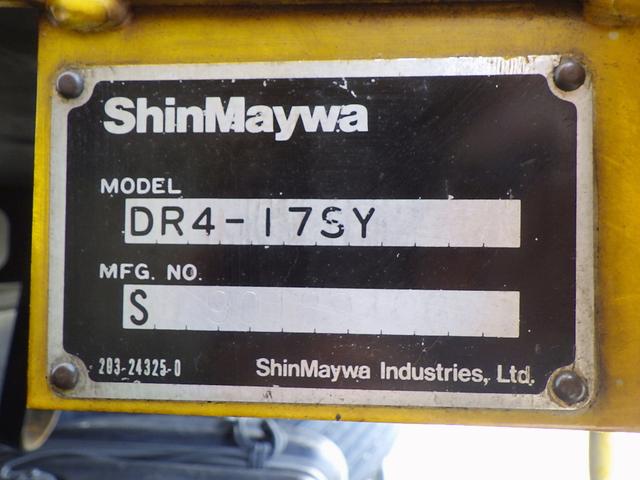 ShinMaywa
MODEL
DR4-17SY
MFG. NO.
S
203-24325-0
ShinMaywa Industries, Ltd.